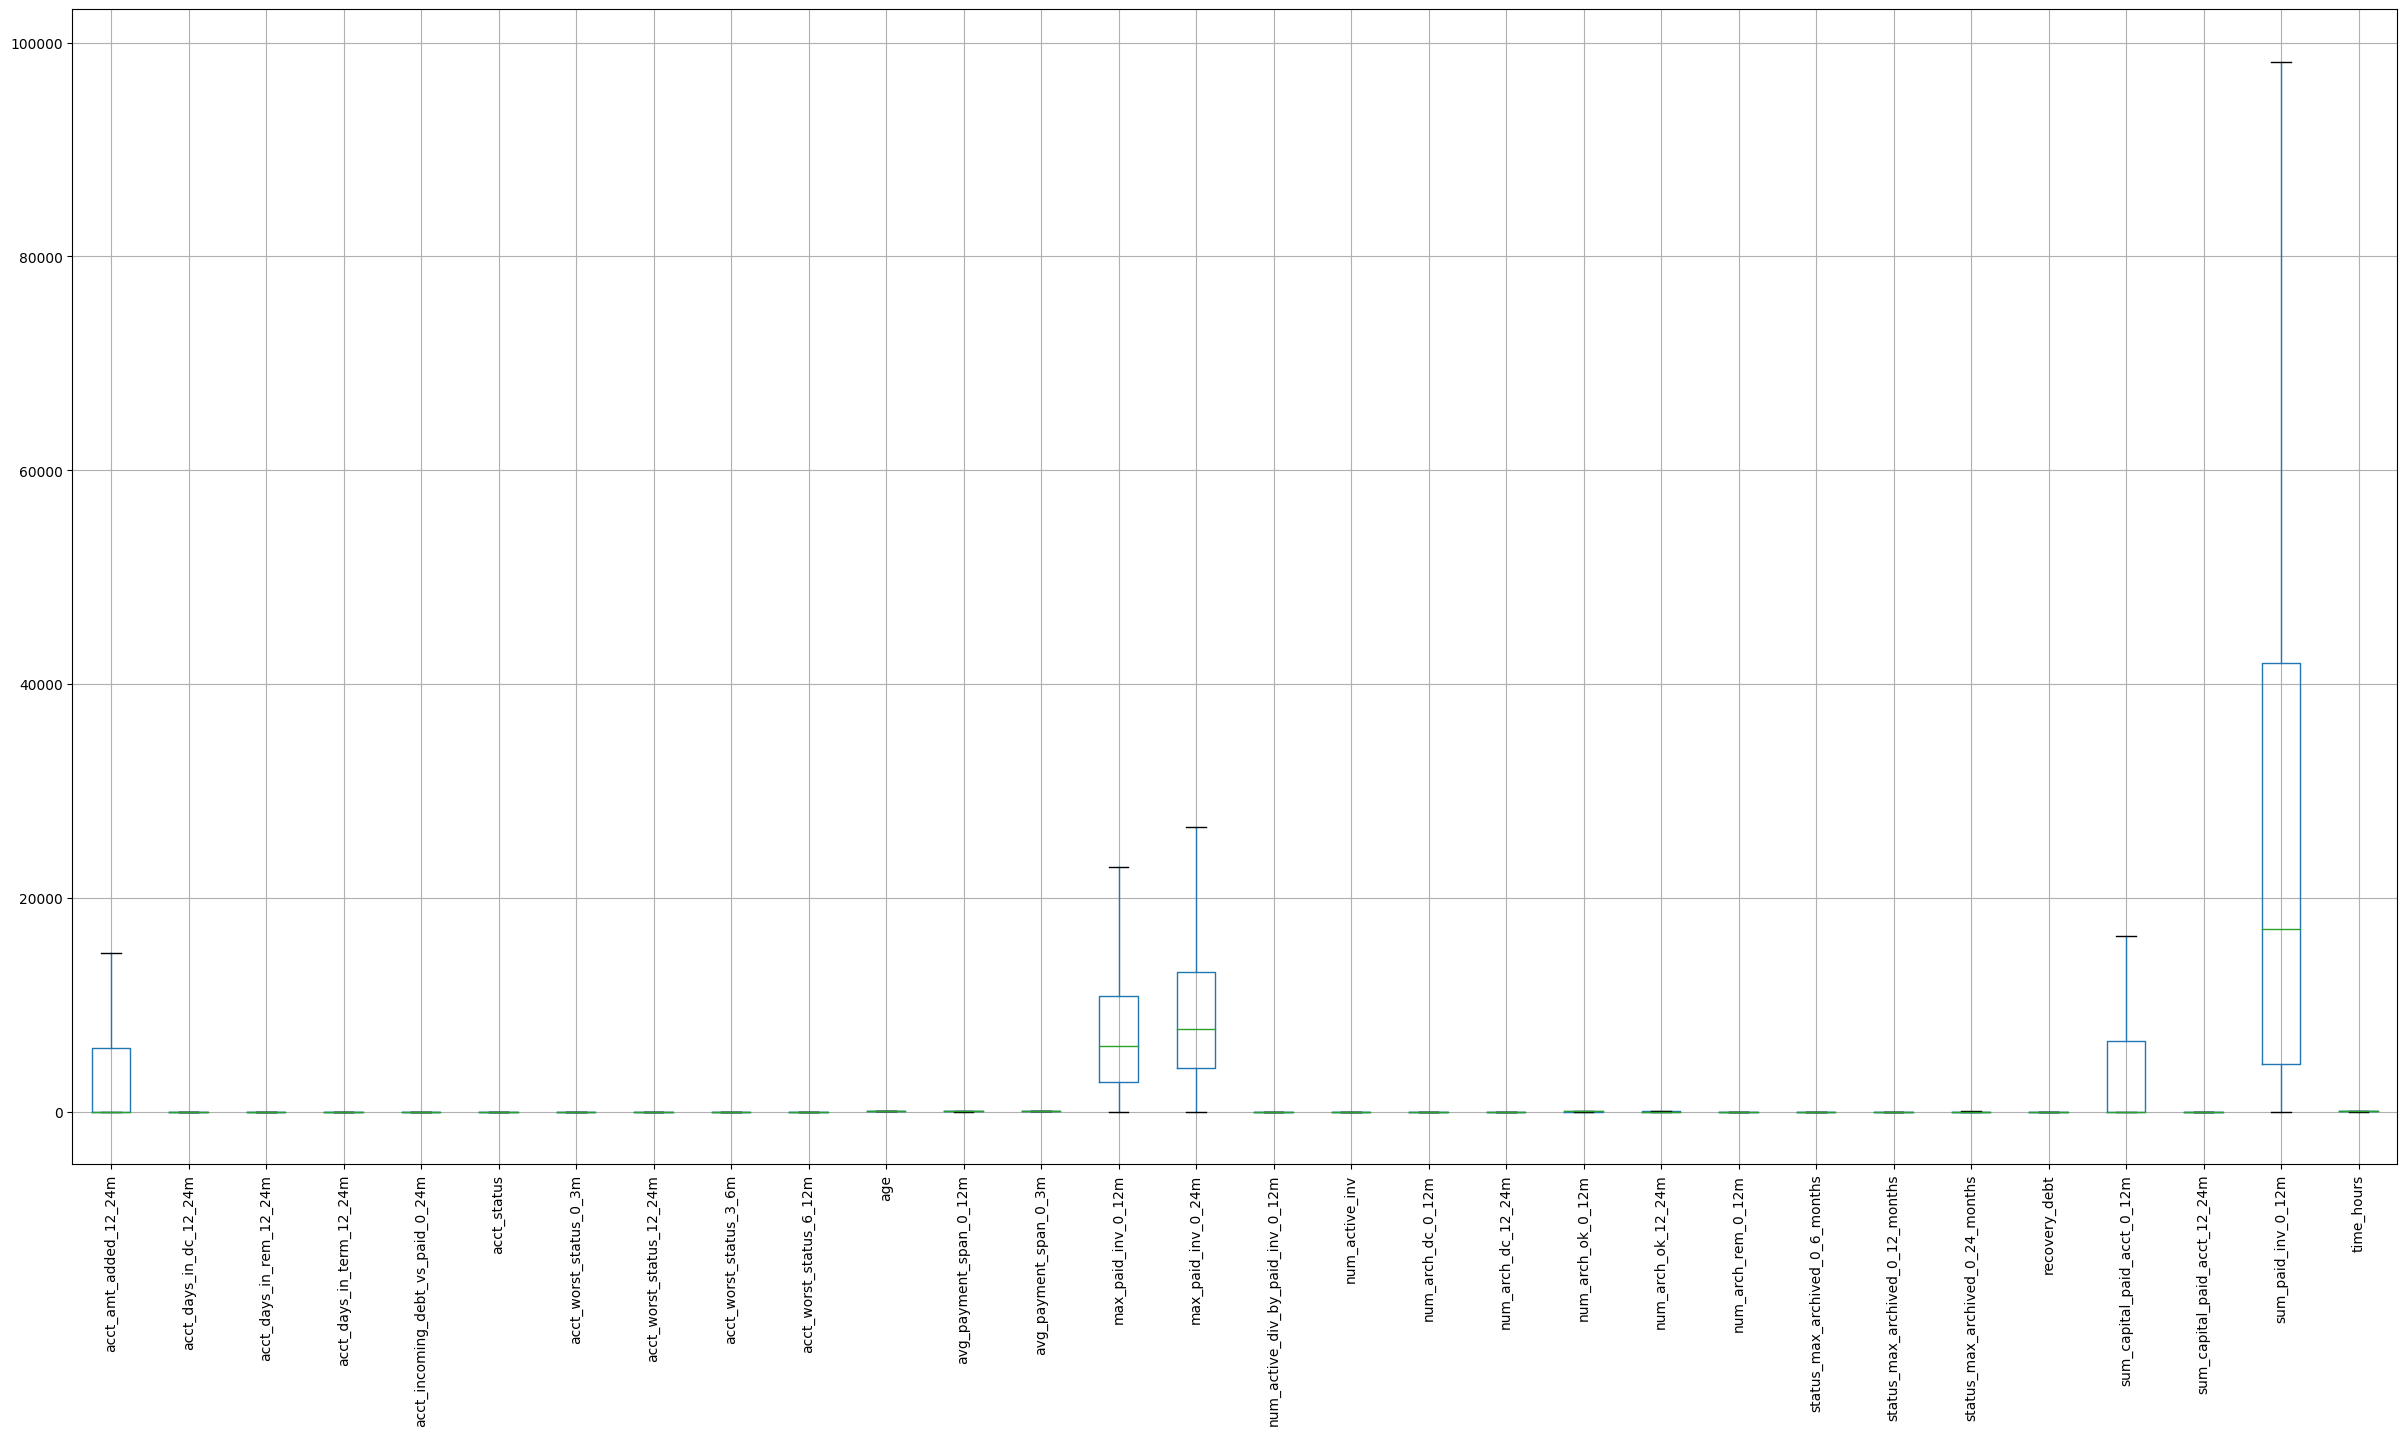 100000
80000
60000
40000
20000
0
acct_amt_added_12_24m
acct_days_in_dc_12_24m
acct_days_in_rem_12_24m
acct_days_in_term_12_24m
acct_incoming_debt_vs_paid_0_24m
acct_status
acct_worst_status_0_3m
acct_worst_status_12_24m
acct_worst_status_3_6m
acct_worst_status_6_12m
age
avg_payment_span_0_12m
avg_payment_span_0_3m
max_paid_inv_0_12m
max_paid_inv_0_24m
num_active_div_by_paid_inv_0_12m
num_active_inv
num_arch_dc_0_12m
num_arch_dc_12_24m
num_arch_ok_0_12m
num_arch_ok_12_24m
num_arch_rem_0_12m
status_max_archived_0_6_months
status_max_archived_0_12_months
status_max_archived_0_24_months
recovery_debt
sum_capital_paid_acct_0_12m
sum_capital_paid_acct_12_24m
sum_paid_inv_0_12m
time_hours